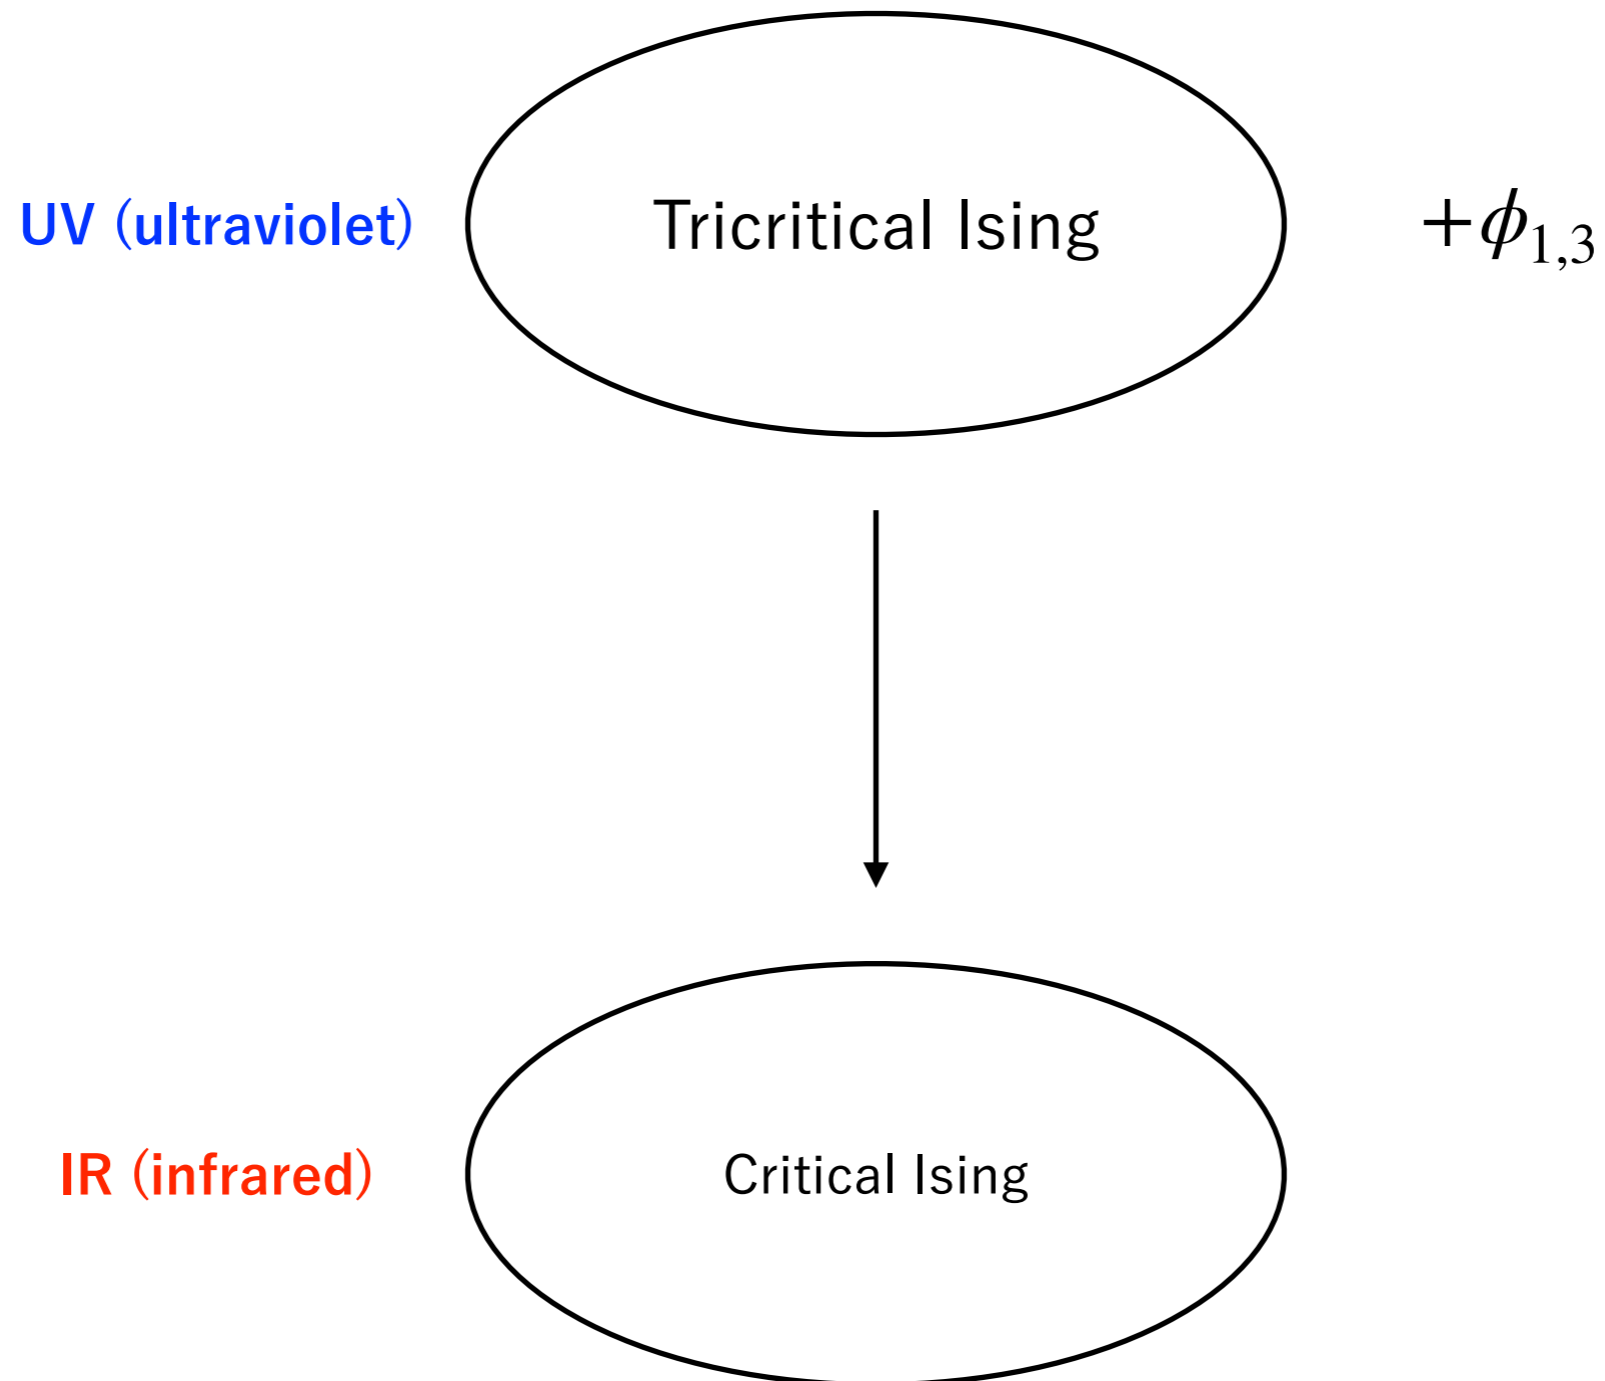 UV (ultraviolet)
Tricritical Ising
+ϕ1,3
IR (infrared)
Critical Ising